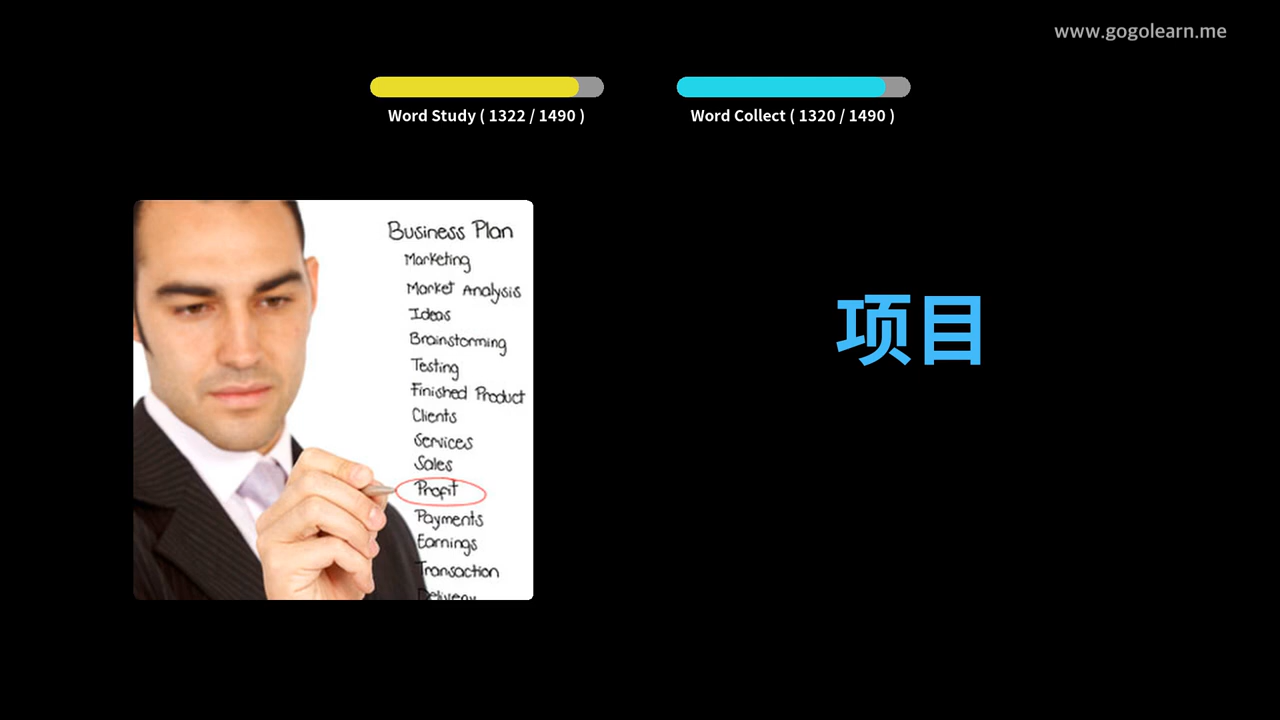 www.gogolearn.me
Word Study ( 1322 / 1490 )
Word Collect ( 1320 / 1490 )
Business Plan
Marketing
Market Analysis
Ideas
Brainstorming
Testing
Finished Product
Clients
Services
Sales
Profit
Payments
Earnings
Transaction
Delivery
项目